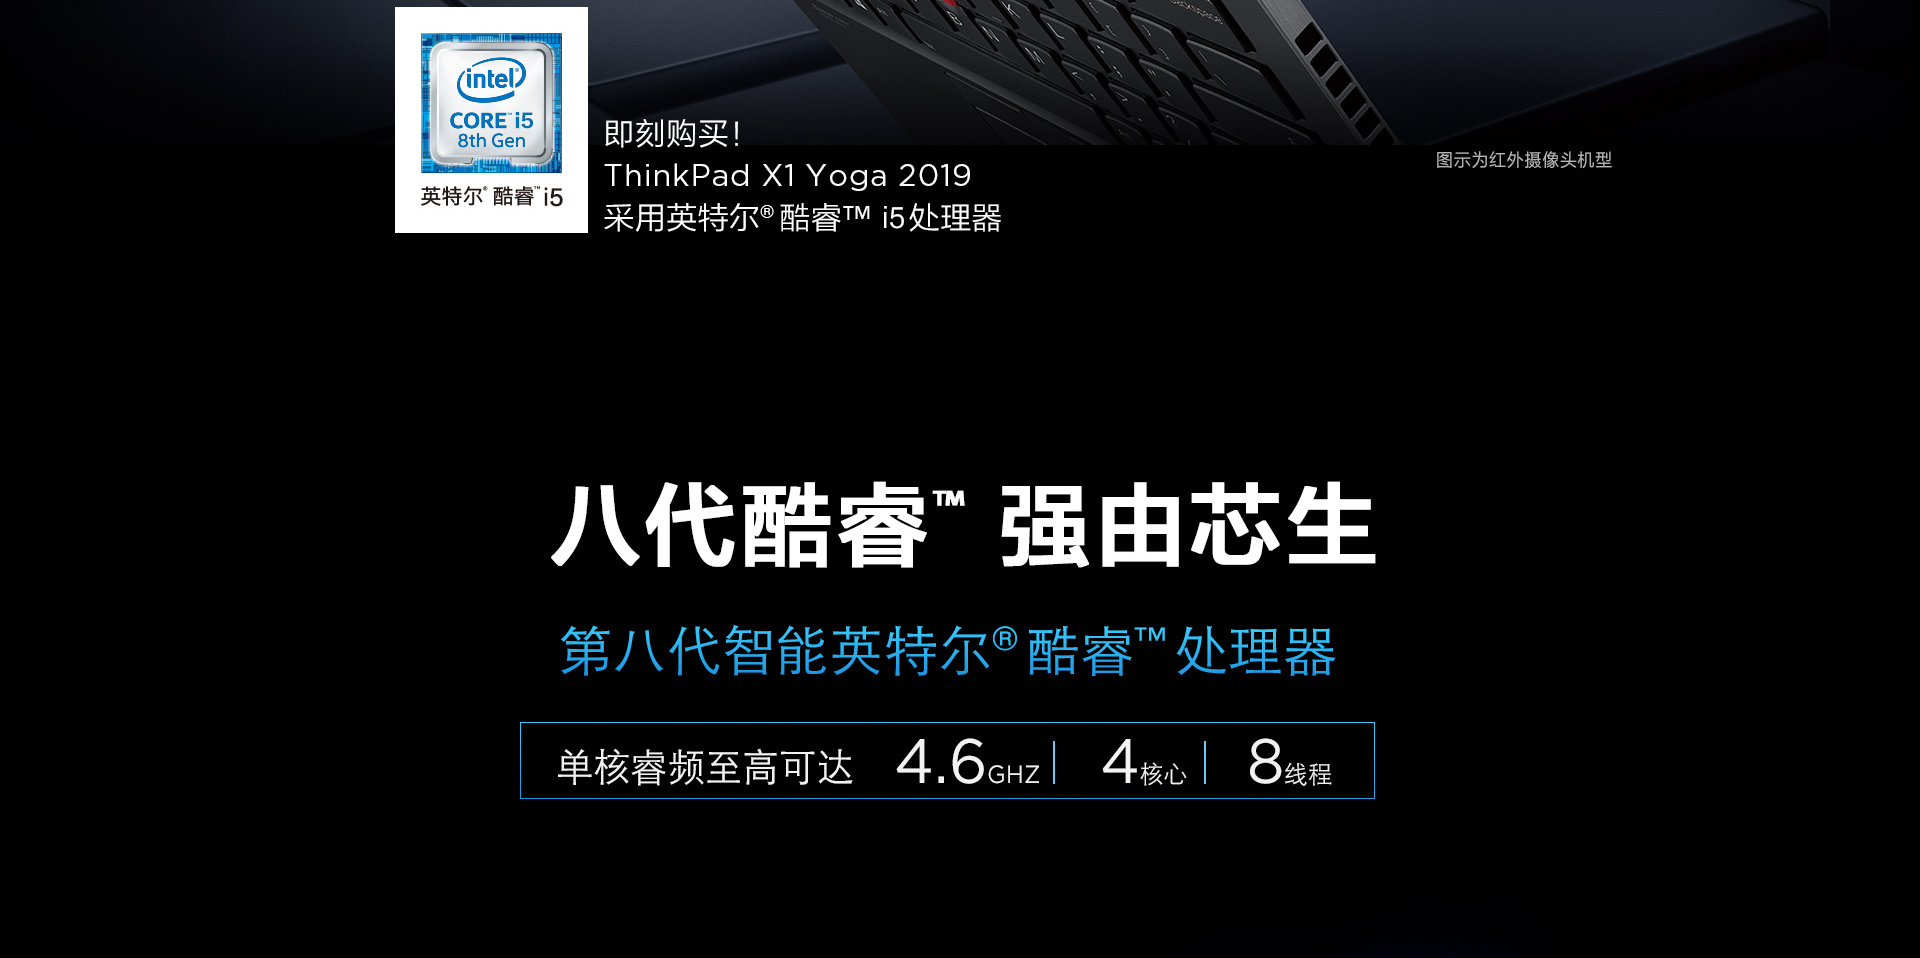 intel
CORE™ i5
8th Gen
英特尔® 酷睿™ i5
即刻购买！
ThinkPad X1 Yoga 2019
采用英特尔® 酷睿™ i5处理器
backspace
图示为红外摄像头机型
八代酷睿™ 强由芯生
第八代智能英特尔® 酷睿™ 处理器
单核睿频至高可达 4.6GHZ | 4核心 | 8线程